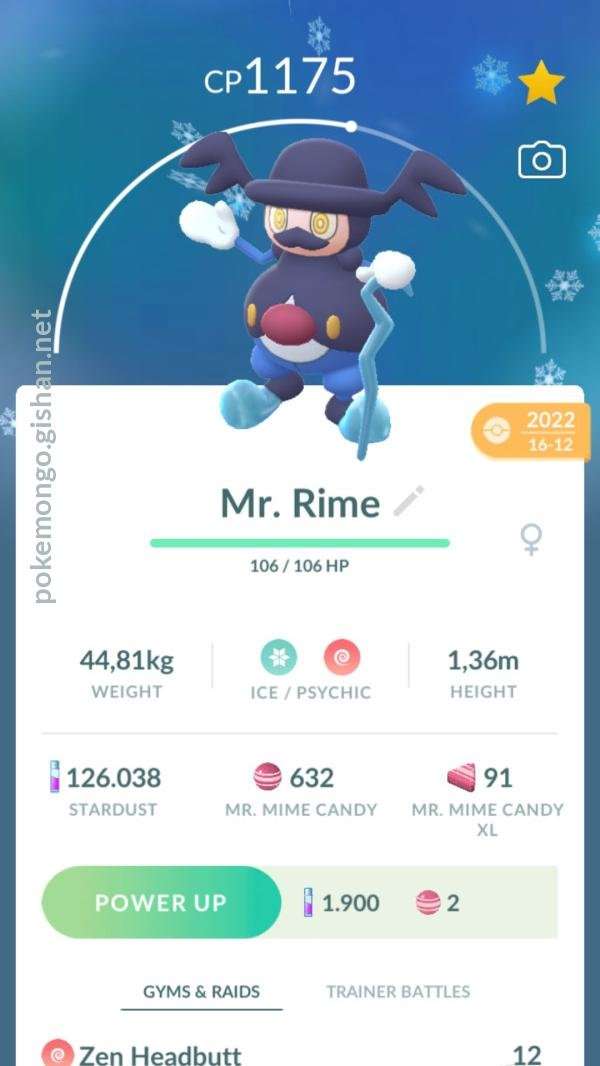 CP1175
pokemongo.gishan.net
2022
16-12
Mr. Rime
106 / 106 HP
44,81kg
WEIGHT
ICE / PSYCHIC
1,36m
HEIGHT
126.038
STARDUST
632
MR. MIME CANDY
91
MR. MIME CANDY
XL
POWER UP
1.900
2
GYMS & RAIDS
TRAINER BATTLES
Zen Headbutt
12